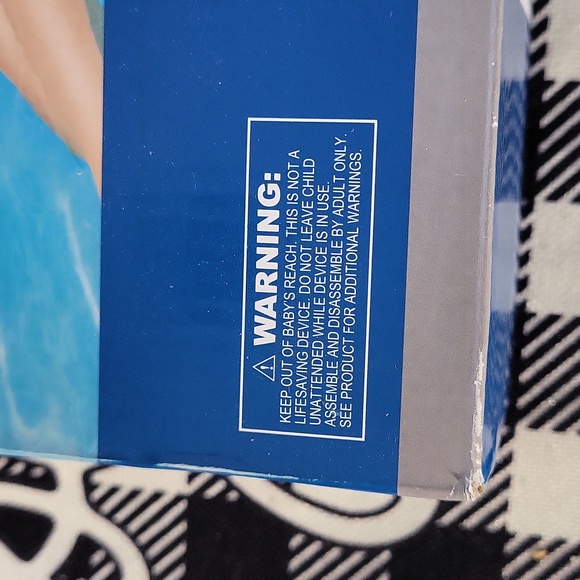 ⚠ WARNING:
KEEP OUT OF BABY'S REACH. THIS IS NOT A
LIFESAVING DEVICE. DO NOT LEAVE CHILD
UNATTENDED WHILE DEVICE IS IN USE.
ASSEMBLE AND DISASSEMBLE BY ADULT ONLY.
SEE PRODUCT FOR ADDITIONAL WARNINGS.